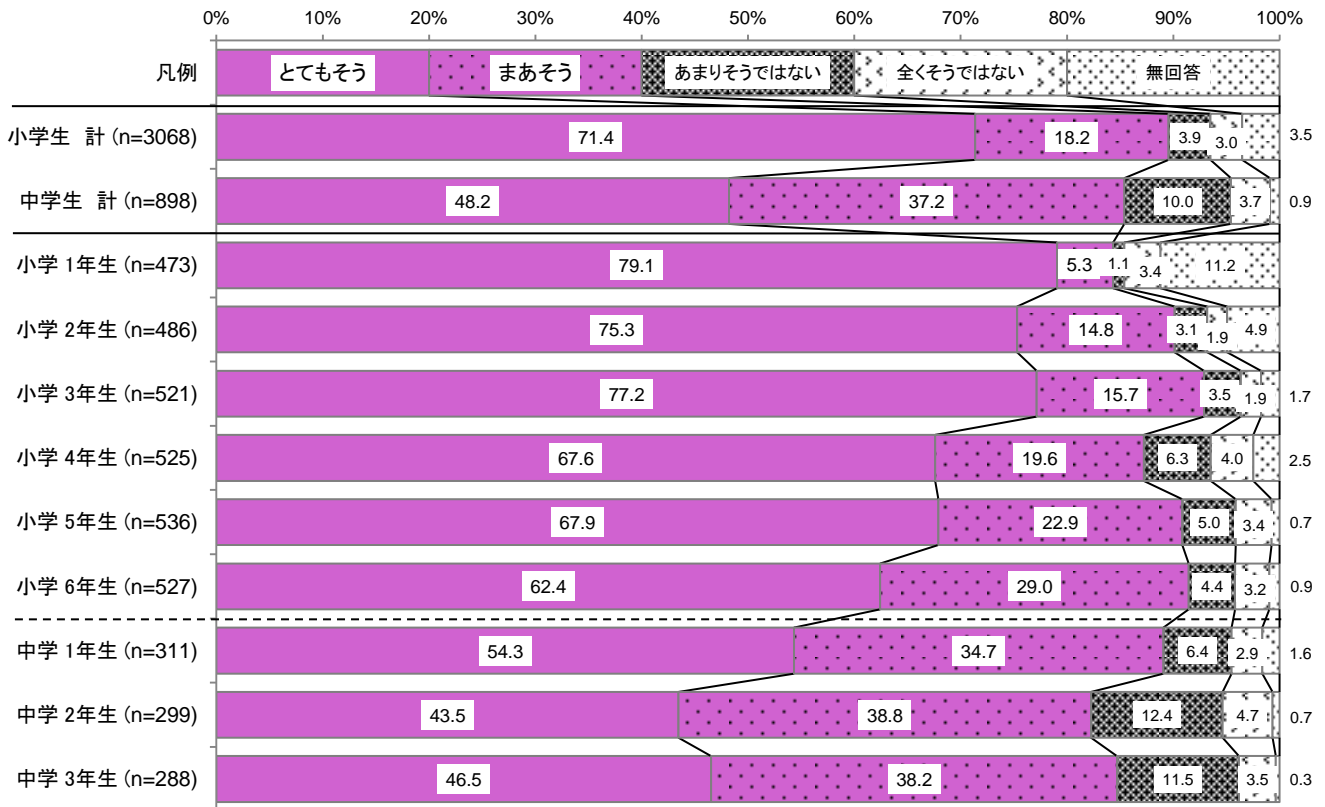 0% 10% 20% 30% 40% 50% 60% 70% 80% 90% 100%
凡例 とてもそう まあそう あまりそうではない 全くそうではない 無回答
小学生 計 (n=3068) 71.4 18.2 3.9 3.0 3.5
中学生 計 (n=898) 48.2 37.2 10.0 3.7 0.9
小学 1年生 (n=473) 79.1 5.3 1.1 3.4 11.2
小学 2年生 (n=486) 75.3 14.8 3.1 1.9 4.9
小学 3年生 (n=521) 77.2 15.7 3.5 1.9 1.7
小学 4年生 (n=525) 67.6 19.6 6.3 4.0 2.5
小学 5年生 (n=536) 67.9 22.9 5.0 3.4 0.7
小学 6年生 (n=527) 62.4 29.0 4.4 3.2 0.9
中学 1年生 (n=311) 54.3 34.7 6.4 2.9 1.6
中学 2年生 (n=299) 43.5 38.8 12.4 4.7 0.7
中学 3年生 (n=288) 46.5 38.2 11.5 3.5 0.3